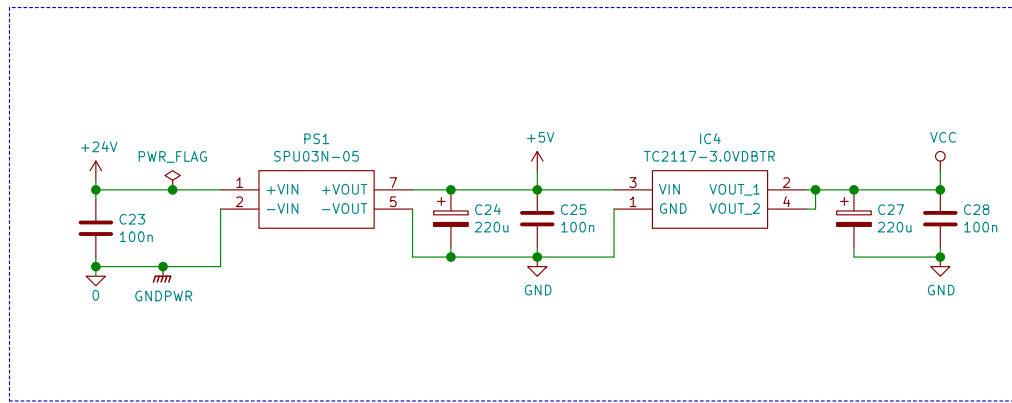 +24V
PWR_FLAG
C23
100n
0
GNDPWR
PS1
SPU03N-05
1 +VIN +VOUT 7
2 -VIN -VOUT 5
+
C24
220u
+5V
C25
100n
GND
IC4
TC2117-3.0VDBTR
3 VIN VOUT_1 2
1 GND VOUT_2 4
+
C27
220u
VCC
C28
100n
GND